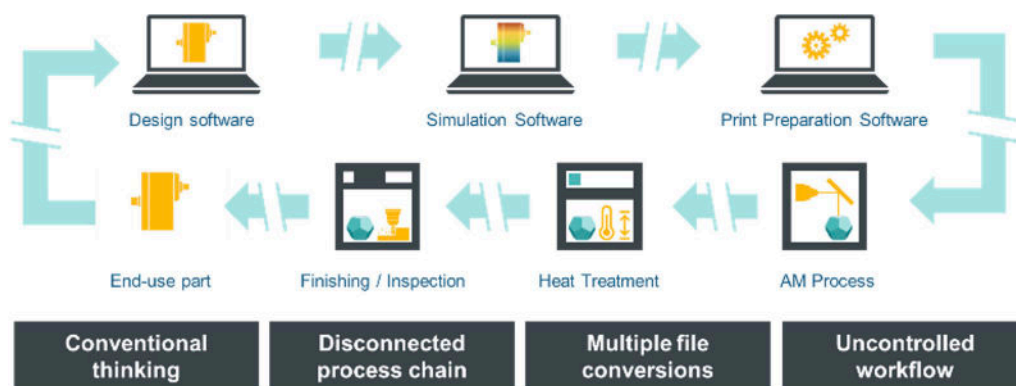 Design software
Simulation Software
Print Preparation Software
End-use part
Finishing / Inspection
Heat Treatment
AM Process
Conventional
thinking
Disconnected
process chain
Multiple file
conversions
Uncontrolled
workflow